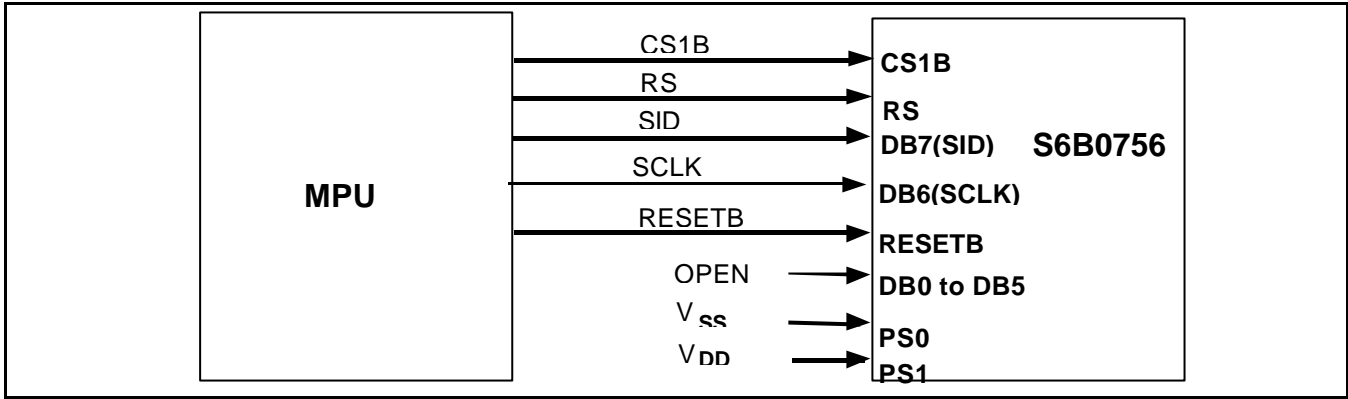 CS1B
CS1B
RS
RS
SID
DB7(SID)
S6B0756
SCLK
MPU
DB6(SCLK)
RESETB
RESETB
OPEN
DB0 to DB5
VSS
PS0
VDD
PS1